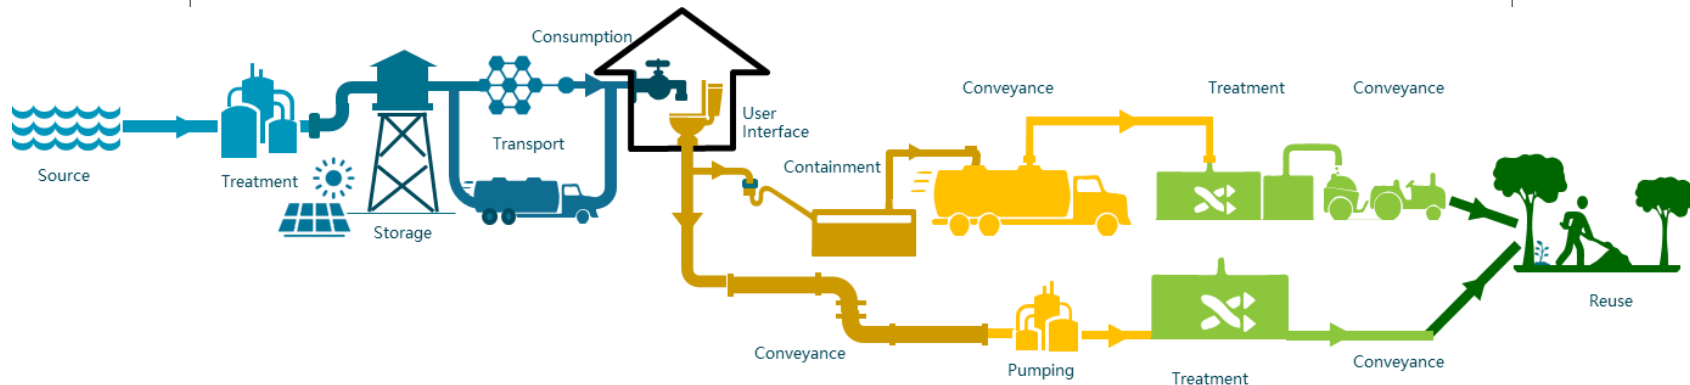 Consumption
Conveyance
Treatment
Conveyance
User
Interface
Transport
Containment
Source
Treatment
Storage
Reuse
Conveyance
Pumping
Treatment
Conveyance